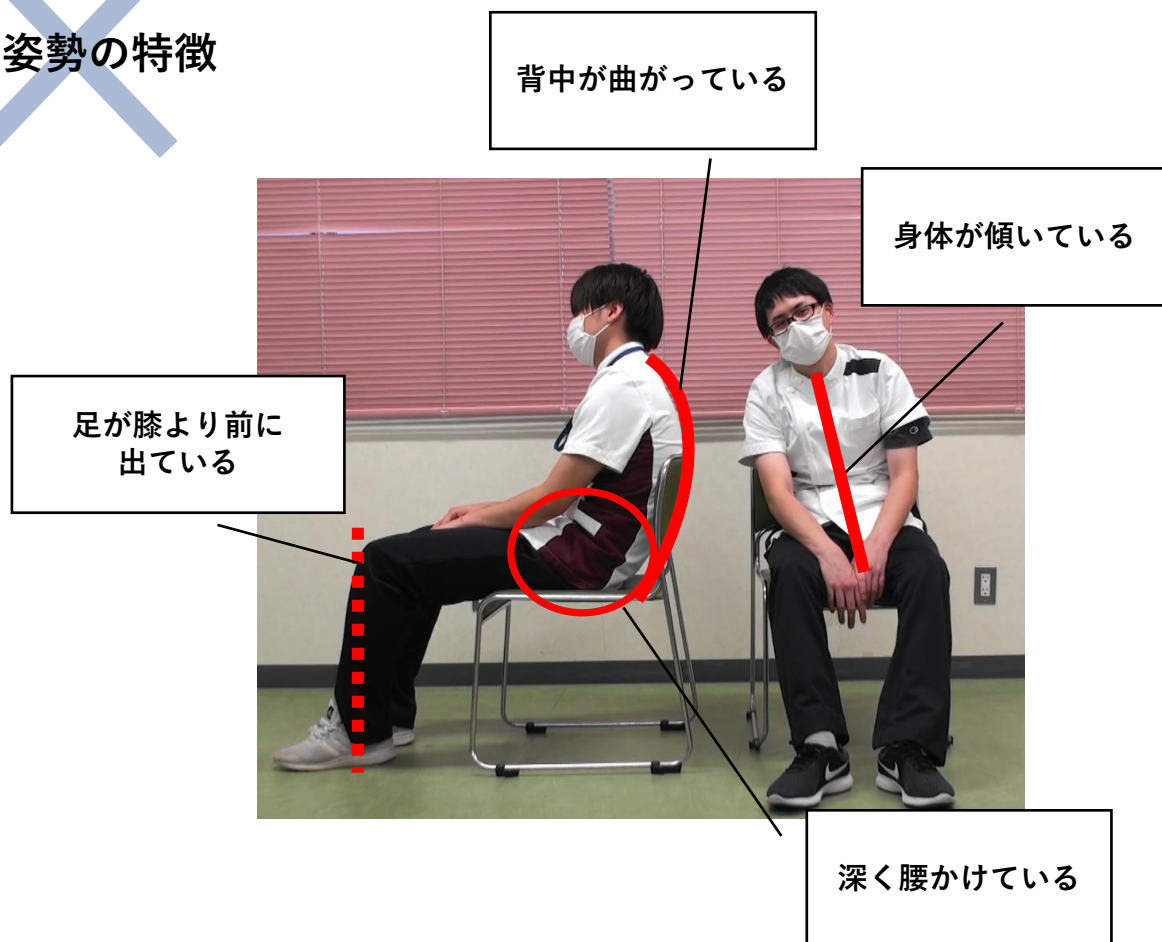 姿勢の特徴
背中が曲がっている
身体が傾いている
足が膝より前に
出ている
深く腰かけている